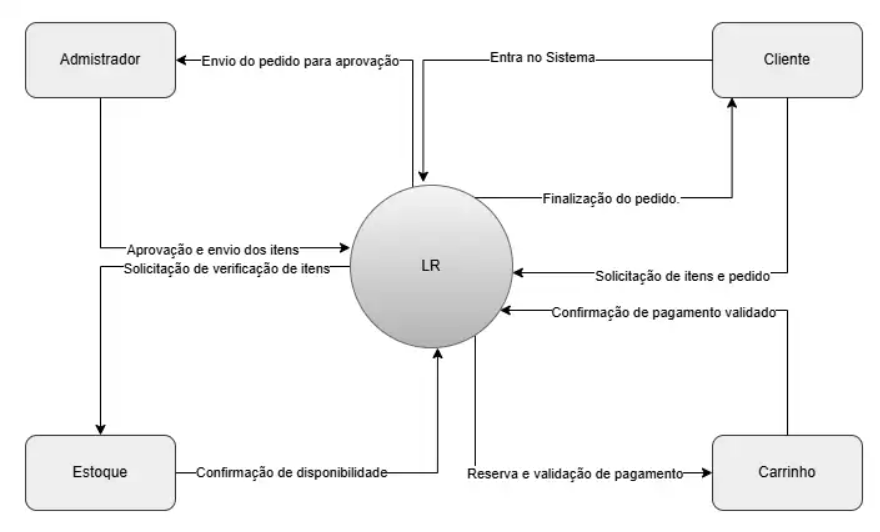 Admistrador
Envio do pedido para aprovação
Entra no Sistema
Cliente
Finalização do pedido.
Aprovação e envio dos itens
Solicitação de verificação de itens
LR
Solicitação de itens e pedido
Confirmação de pagamento validado
Estoque
Confirmação de disponibilidade
Reserva e validação de pagamento
Carrinho